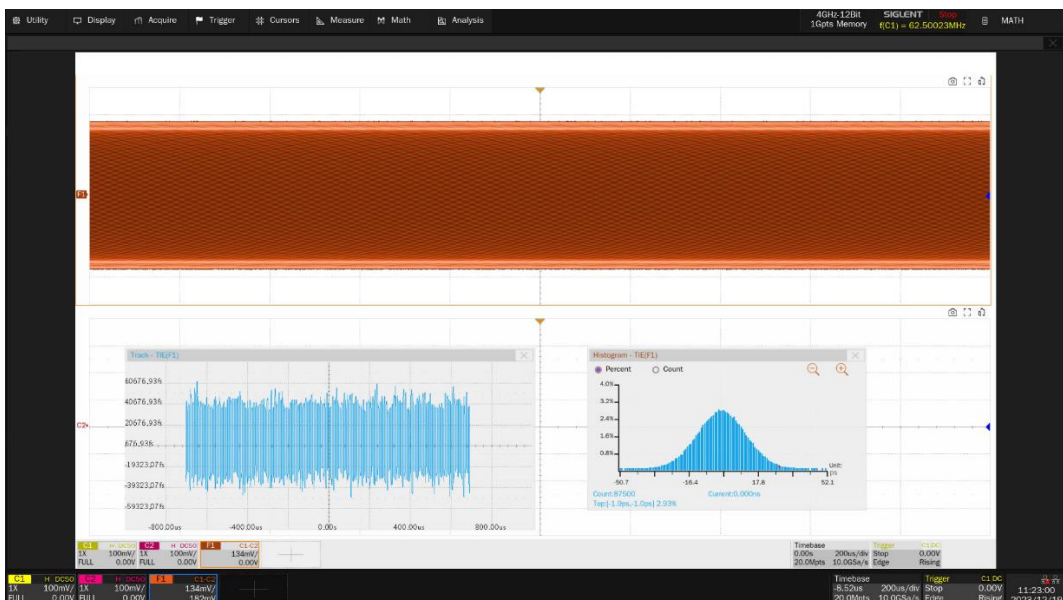 Utility Display Acquire Trigger Cursors Measure Math Analysis
4GHz-12Bit
1Gpts Memory
SIGLENT Stop
f(C1) = 62.50023MHz
MATH
F1
C2
Track - TIE(F1)
60676.93fs
40676.93fs
20676.93fs
676.93fs
-19323.07fs
-39323.07fs
-59323.07fs
-800.00us -400.00us 0.00s 400.00us 800.00us
Histogram - TIE(F1)
Percent Count
4.0%
3.2%
2.4%
1.6%
0.8%
Unit:
ps
-50.7 -16.4 17.8 52.1
Count:87500 Current:0.000ns
Top[-1.9ps,-1.0ps] 2.93%
C1 H DC50 C2 H DC50 F1 C1-C2
1X 100mV/ 1X 100mV/ 134mV/
FULL 0.00V FULL 0.00V 0.00V
Timebase Trigger C1 DC
0.00s 200us/div Stop 0.00V
20.0Mpts 10.0GSa/s Edge Rising
C1 H DC50 C2 H DC50 F1 C1-C2
1X 100mV/ 1X 100mV/ 134mV/
FULL 0.00V FULL 0.00V 182mV
Timebase Trigger C1 DC
-8.52us 200us/div Stop 0.00V
20.0Mpts 10.0GSa/s Edge Rising
11:23:00